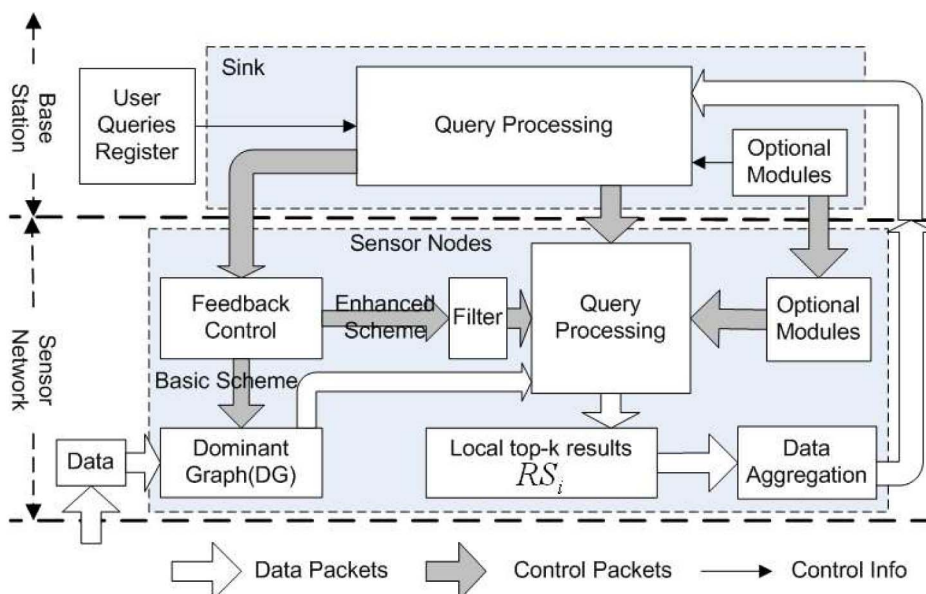 Base
Station
Sink
User
Queries
Register
Query Processing
Optional
Modules
Sensor
Network
Sensor Nodes
Feedback
Control
Enhanced
Scheme
Filter
Query
Processing
Optional
Modules
Basic Scheme
Data
Dominant
Graph(DG)
Local top-k results
RS_i
Data
Aggregation
Data Packets
Control Packets
Control Info